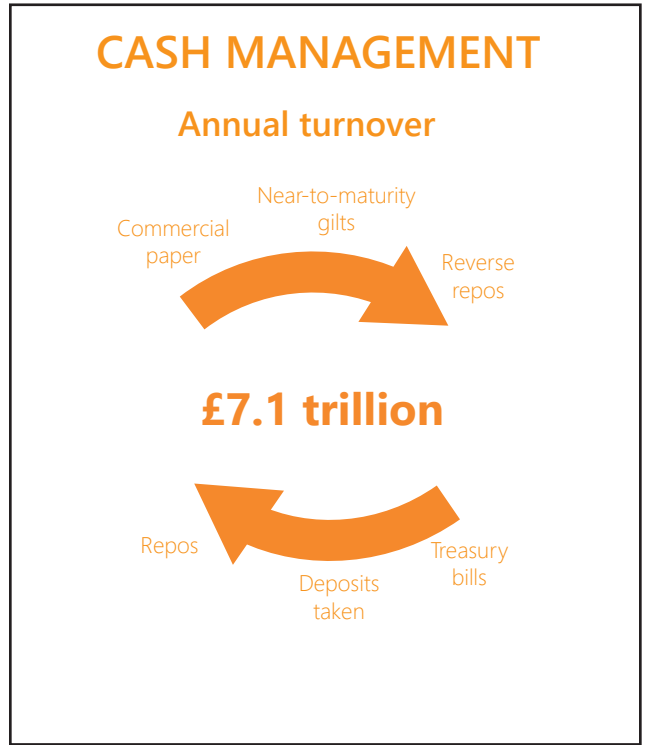 CASH MANAGEMENT
Annual turnover
Near-to-maturity
gilts
Commercial
paper
Reverse
repos
£7.1 trillion
Repos
Treasury
bills
Deposits
taken